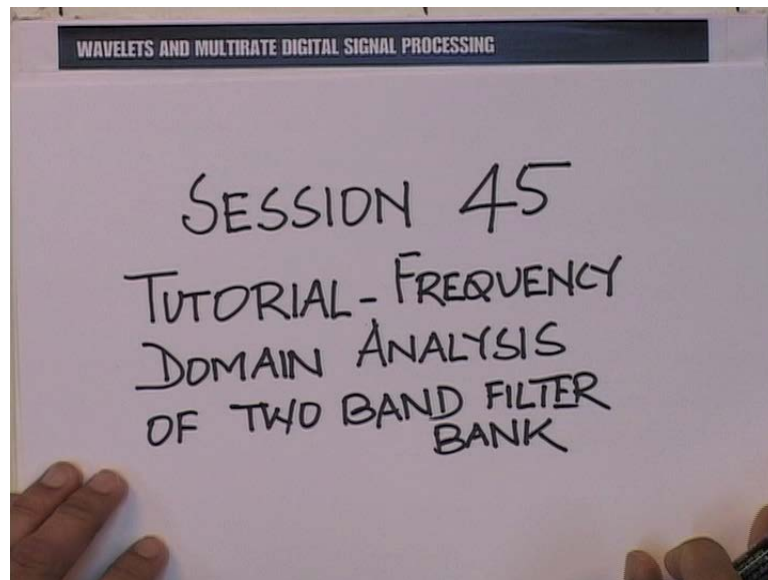 WAVELETS AND MULTIRATE DIGITAL SIGNAL PROCESSING
SESSION 45
TUTORIAL - FREQUENCY
DOMAIN ANALYSIS
OF TWO BAND FILTER
BANK